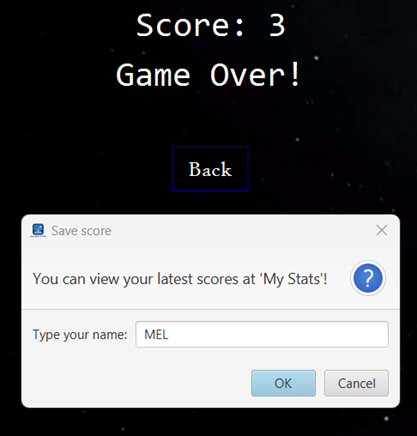 Score: 3
Game Over!
Back
Save score
You can view your latest scores at 'My Stats'!
Type your name: MEL
OK Cancel